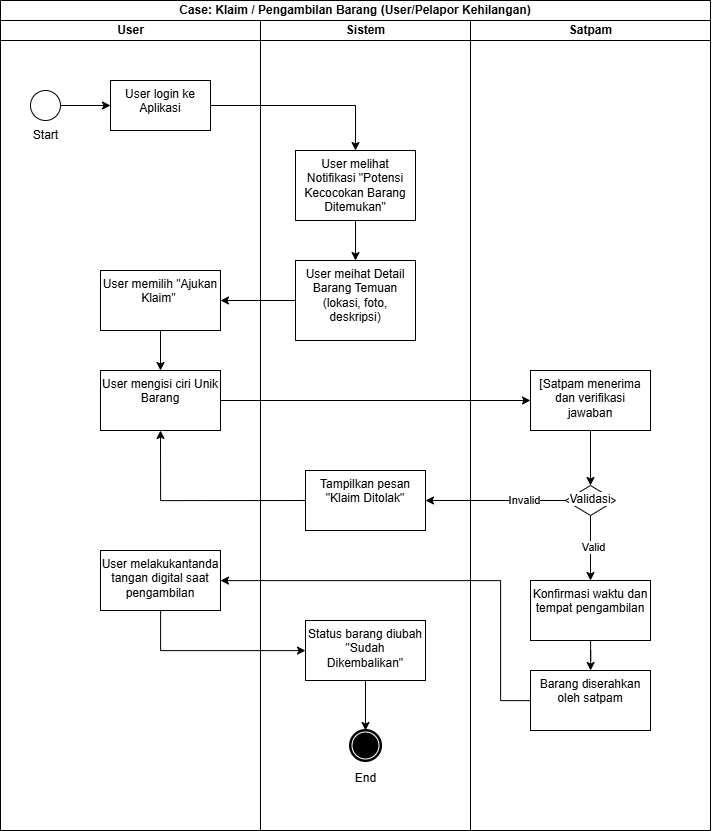 Case: Klaim / Pengambilan Barang (User/Pelapor Kehilangan)
User
Sistem
Satpam
Start
User login ke
Aplikasi
User melihat
Notifikasi "Potensi
Kecocokan Barang
Ditemukan"
User meihat Detail
Barang Temuan
(lokasi, foto,
deskripsi)
User memilih "Ajukan
Klaim"
User mengisi ciri Unik
Barang
[Satpam menerima
dan verifikasi
jawaban
Validasi
Invalid
Tampilkan pesan
"Klaim Ditolak"
Valid
Konfirmasi waktu dan
tempat pengambilan
Barang diserahkan
oleh satpam
User melakukantanda
tangan digital saat
pengambilan
Status barang diubah
"Sudah
Dikembalikan"
End